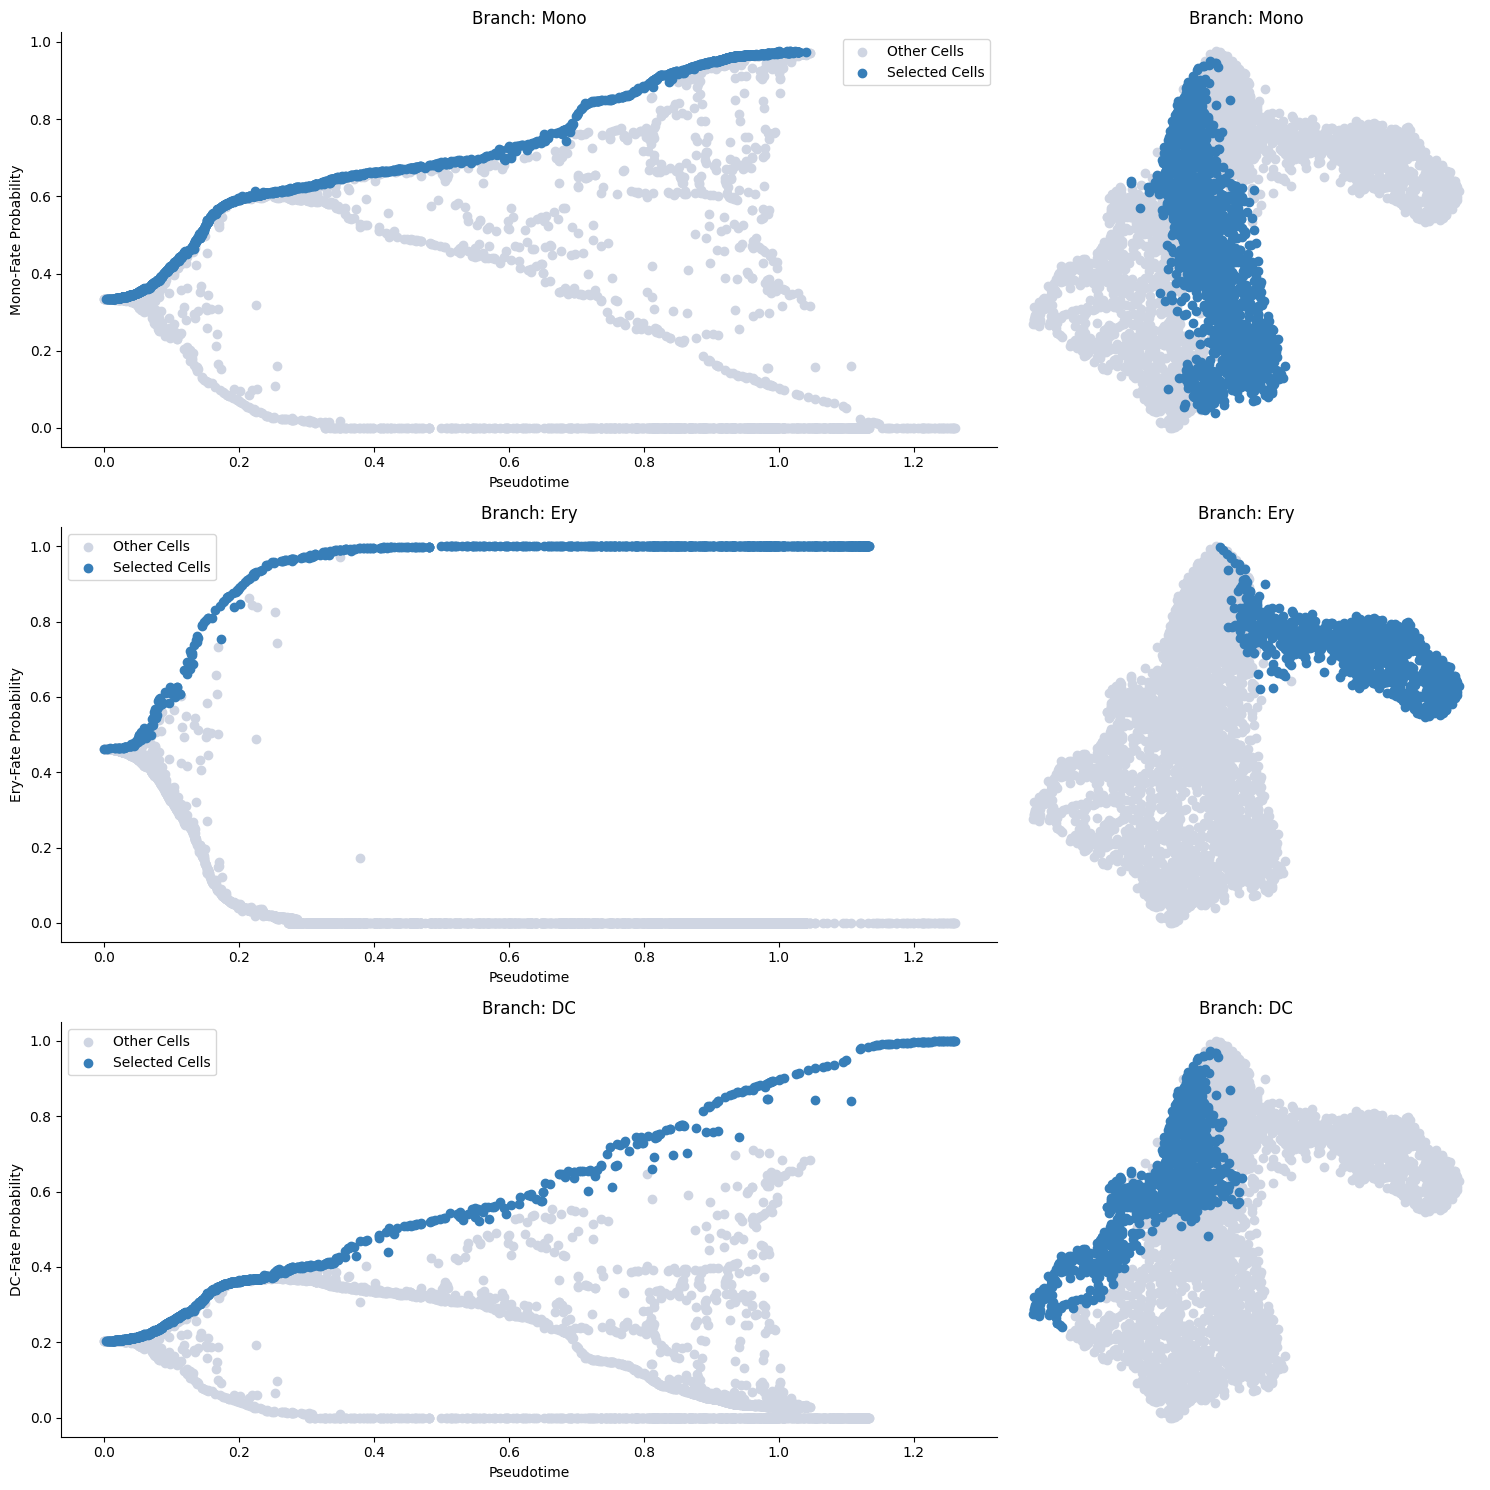 Branch: Mono
Branch: Mono
1.0
0.8
0.6
0.4
0.2
0.0
Mono-Fate Probability
Other Cells
Selected Cells
0.0 0.2 0.4 0.6 0.8 1.0 1.2
Pseudotime
Branch: Ery
Branch: Ery
1.0
0.8
0.6
0.4
0.2
0.0
Ery-Fate Probability
Other Cells
Selected Cells
0.0 0.2 0.4 0.6 0.8 1.0 1.2
Pseudotime
Branch: DC
Branch: DC
1.0
0.8
0.6
0.4
0.2
0.0
DC-Fate Probability
Other Cells
Selected Cells
0.0 0.2 0.4 0.6 0.8 1.0 1.2
Pseudotime